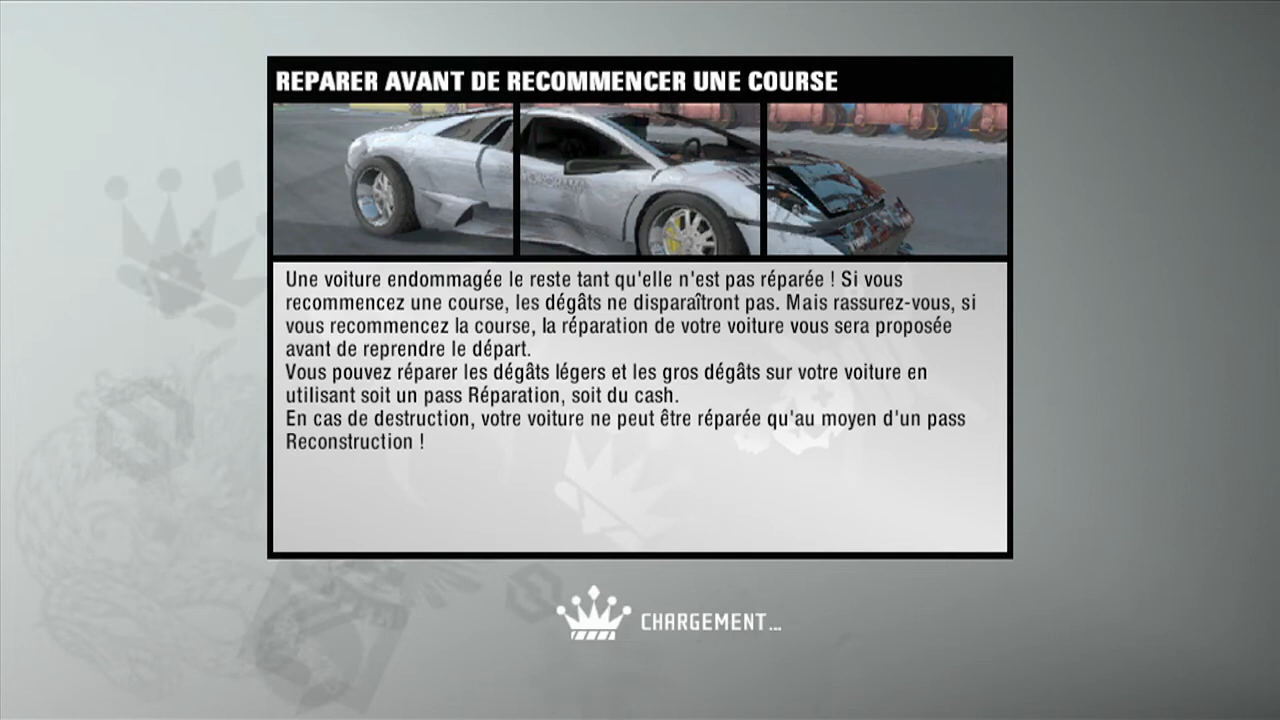 REPARER AVANT DE RECOMMENCER UNE COURSE
Une voiture endommagée le reste tant qu'elle n'est pas réparée ! Si vous
recommencez une course, les dégâts ne disparaîtront pas. Mais rassurez-vous, si
vous recommencez la course, la réparation de votre voiture vous sera proposée
avant de reprendre le départ.
Vous pouvez réparer les dégâts légers et les gros dégâts sur votre voiture en
utilisant soit un pass Réparation, soit du cash.
En cas de destruction, votre voiture ne peut être réparée qu'au moyen d'un pass
Reconstruction !
CHARGEMENT...